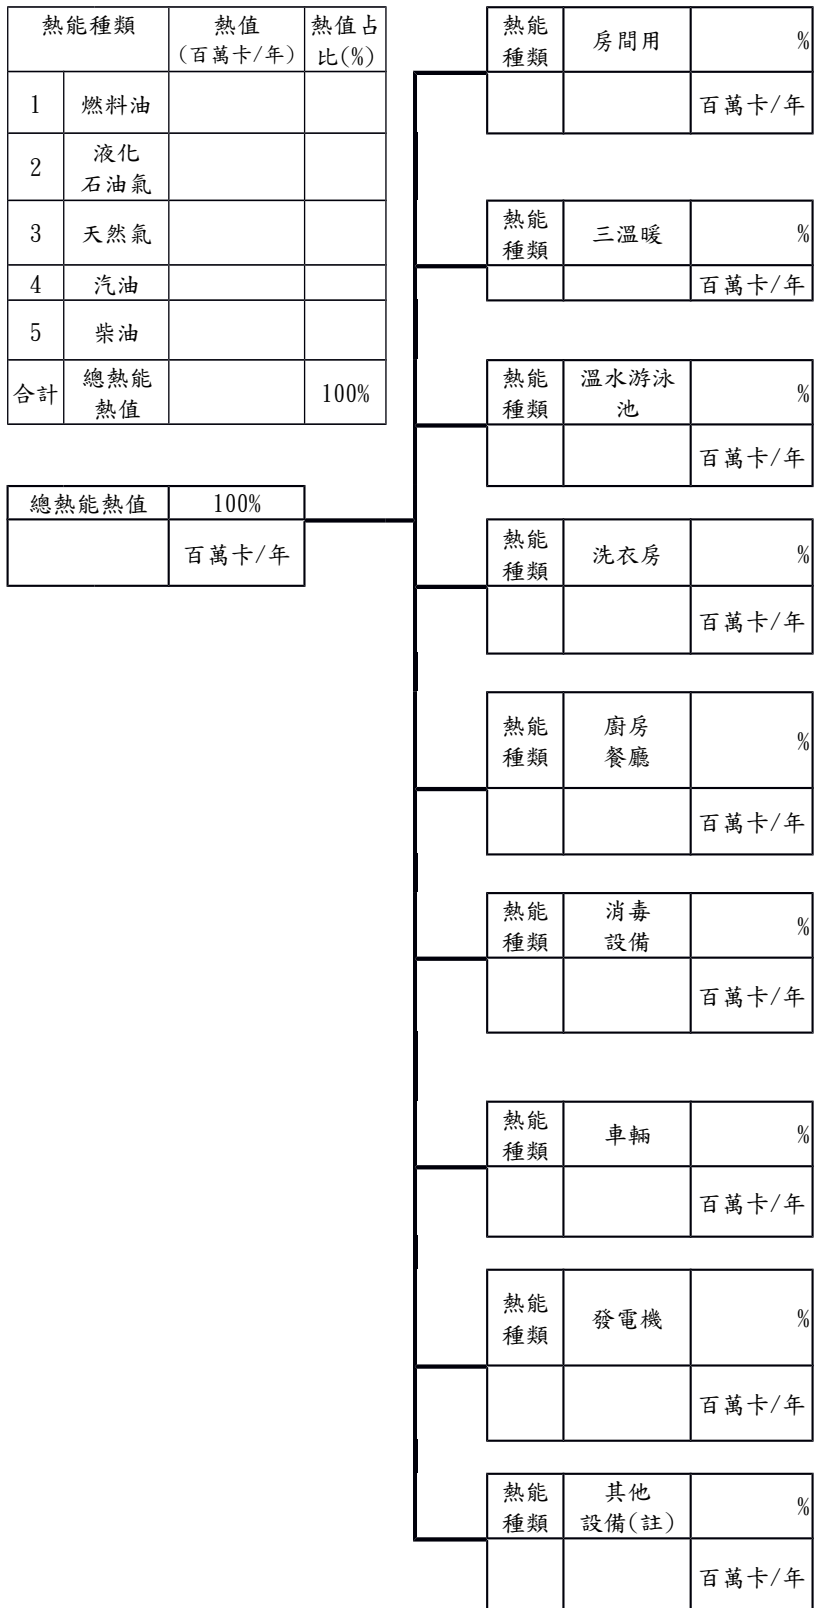 熱能種類
熱值
(百萬卡/年)
熱值占
比(%)
1
燃料油
2
液化
石油氣
3
天然氣
4
汽油
5
柴油
合計
總熱能
熱值
100%
總熱能熱值
100%
百萬卡/年
熱能
種類
房間用
%
百萬卡/年
熱能
種類
三溫暖
%
百萬卡/年
熱能
種類
溫水游泳
池
%
百萬卡/年
熱能
種類
洗衣房
%
百萬卡/年
熱能
種類
廚房
餐廳
%
百萬卡/年
熱能
種類
消毒
設備
%
百萬卡/年
熱能
種類
車輛
%
百萬卡/年
熱能
種類
發電機
%
百萬卡/年
熱能
種類
其他
設備(註)
%
百萬卡/年